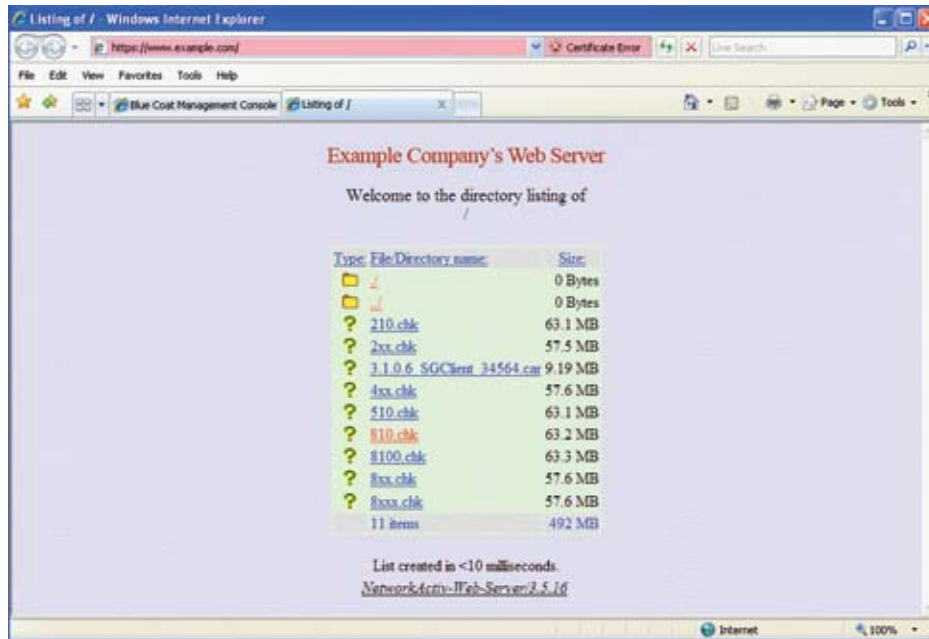 Listing of / - Windows Internet Explorer
https://www.example.com/ Certificate Error Live Search
File Edit View Favorites Tools Help
Blue Coat Management Console Listing of / Page Tools
Example Company's Web Server
Welcome to the directory listing of
/
Type: File/Directory name: Size:
./ 0 Bytes
../ 0 Bytes
210.chk 63.1 MB
2xx.chk 57.5 MB
3.1.0.6_SGClient_34564.car 9.19 MB
4xx.chk 57.6 MB
510.chk 63.1 MB
810.chk 63.2 MB
8100.chk 63.3 MB
8xx.chk 57.6 MB
8xxx.chk 57.6 MB
11 items 492 MB
List created in <10 milliseconds.
NetworkActiv-Web-Server/3.5.16
Internet 100%